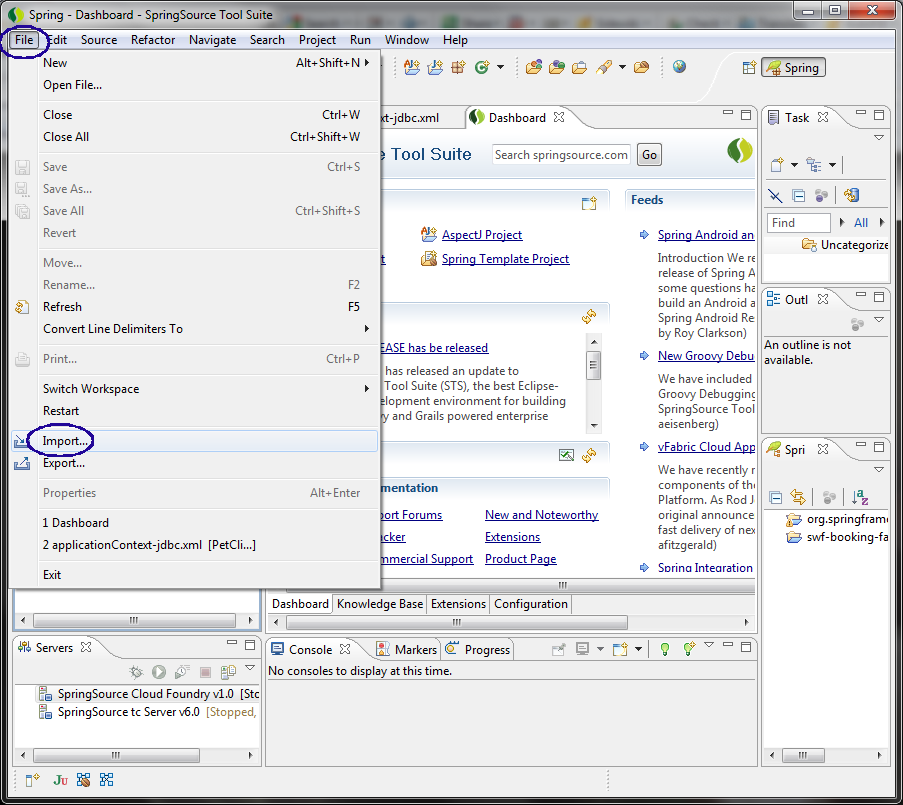 Spring - Dashboard - SpringSource Tool Suite
File Edit Source Refactor Navigate Search Project Run Window Help
New Alt+Shift+N
Open File...
Close Ctrl+W
Close All Ctrl+Shift+W
Save Ctrl+S
Save As...
Save All Ctrl+Shift+S
Revert
Move...
Rename... F2
Refresh F5
Convert Line Delimiters To
Print... Ctrl+P
Switch Workspace
Restart
Import...
Export...
Properties Alt+Enter
1 Dashboard
2 applicationContext-jdbc.xml [PetCli...]
Exit
Spring
xt-jdbc.xml
Dashboard
e Tool Suite
Search springsource.com
Go
AspectJ Project
Spring Template Project
EASE has be released
has released an update to
Tool Suite (STS), the best Eclipse-
elopment environment for building
vy and Grails powered enterprise
mentation
port Forums
New and Noteworthy
acker
Extensions
mmercial Support
Product Page
Feeds
Spring Android an
Introduction We re
release of Spring A
some questions ha
build an Android a
Spring Android Re
by Roy Clarkson)
New Groovy Debu
We have included
Groovy Debugging
SpringSource Tool
aeisenberg)
vFabric Cloud App
We have recently r
components of the
Platform. As Rod J
original announce
fast delivery of nex
afitzgerald)
Spring Integration
Dashboard Knowledge Base Extensions Configuration
Task
Find
All
Uncategorize
Outl
An outline is not
available.
Spri
org.springframe
swf-booking-fa
Servers
SpringSource Cloud Foundry v1.0 [Sto
SpringSource tc Server v6.0 [Stopped,
Console Markers Progress
No consoles to display at this time.
JU